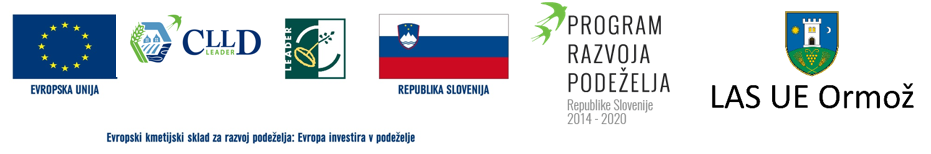 EVROPSKA UNIJA
CLLD
LEADER
LEADER
REPUBLIKA SLOVENIJA
PROGRAM
RAZVOJA
PODEŽELJA
Republike Slovenije
2014 - 2020
LAS UE Ormož
Evropski kmetijski sklad za razvoj podeželja: Evropa investira v podeželje